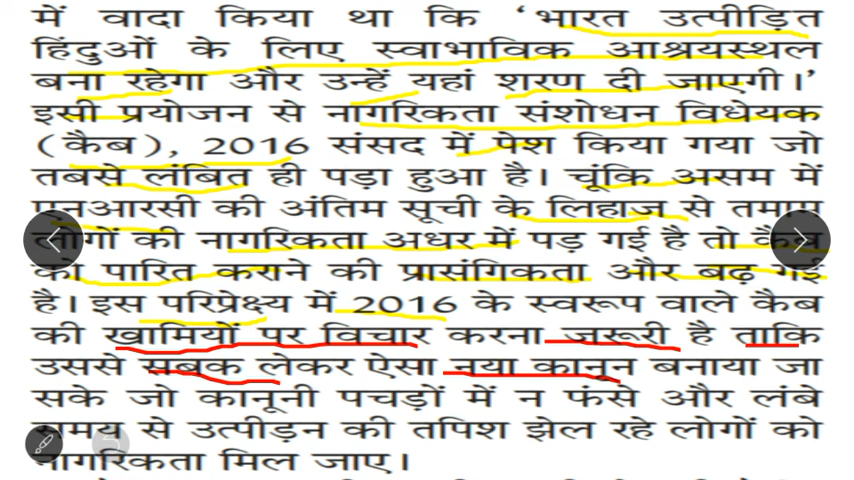 में वादा किया था कि 'भारत उत्पीड़ित
हिंदुओं के लिए स्वाभाविक आश्रयस्थल
बना रहेगा और उन्हें यहां शरण दी जाएगी।'
इसी प्रयोजन से नागरिकता संशोधन विधेयक
(कैब), 2016 संसद में पेश किया गया जो
तबसे लंबित ही पड़ा हुआ है। चूंकि असम में
एनआरसी की अंतिम सूची के लिहाज से तमाम
लोगों की नागरिकता अधर में पड़ गई है तो कैब
को पारित कराने की प्रासंगिकता और बढ़ गई
है। इस परिप्रेक्ष्य में 2016 के स्वरूप वाले कैब
की खामियों पर विचार करना जरूरी है ताकि
उससे सबक लेकर ऐसा नया कानून बनाया जा
सके जो कानूनी पचड़ों में न फंसे और लंबे
समय से उत्पीड़न की तपिश झेल रहे लोगों को
नागरिकता मिल जाए।